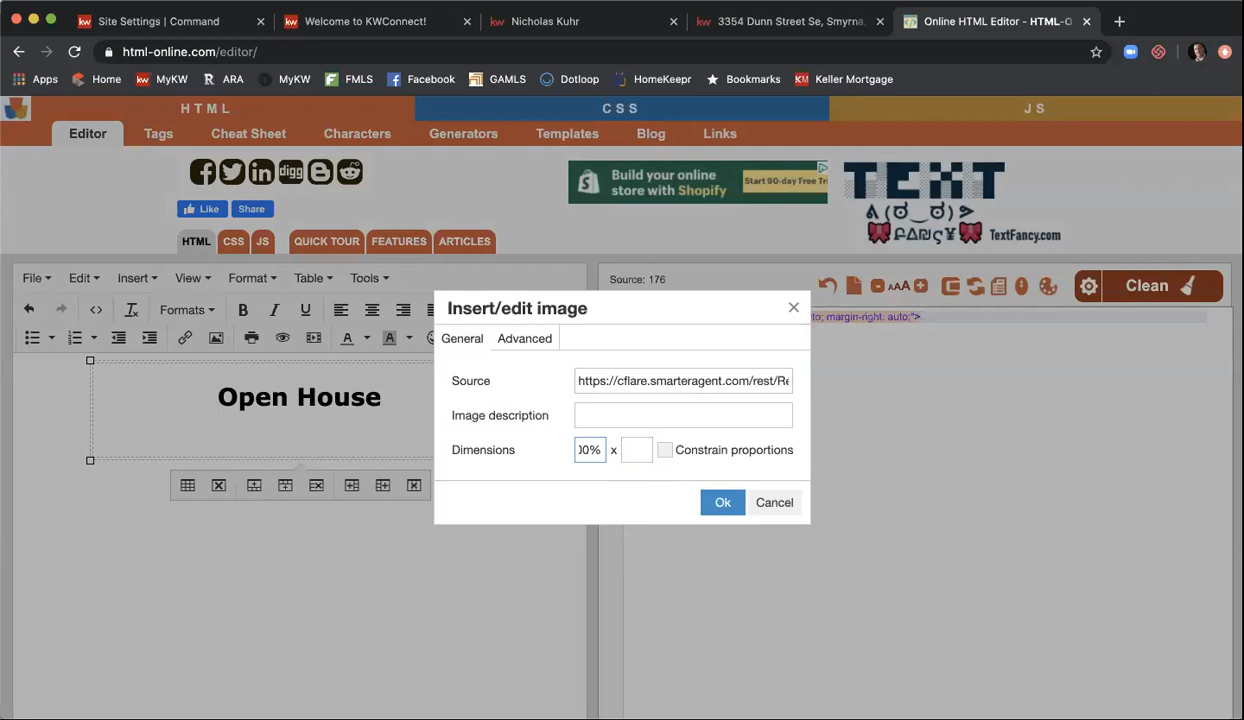 Site Settings | Command
Welcome to KWConnect!
Nicholas Kuhr
3354 Dunn Street Se, Smyrna,
Online HTML Editor - HTML-O
html-online.com/editor/
Apps
Home
MyKW
ARA
MyKW
FMLS
Facebook
GAMLS
Dotloop
HomeKeepr
Bookmarks
Keller Mortgage
HTML
CSS
JS
Editor
Tags
Cheat Sheet
Characters
Generators
Templates
Blog
Links
digg
Build your online
store with Shopify
Start 90-day Free Tri
TEXT
TextFancy.com
Like
Share
HTML
CSS
JS
QUICK TOUR
FEATURES
ARTICLES
File
Edit
Insert
View
Format
Table
Tools
Source: 176
AAA
Clean
Formats
B
I
U
A
A
Open House
Insert/edit image
General
Advanced
Source
https://cflare.smarteragent.com/rest/Re
Image description
Dimensions
00%
x
Constrain proportions
Ok
Cancel
to; margin-right: auto;">